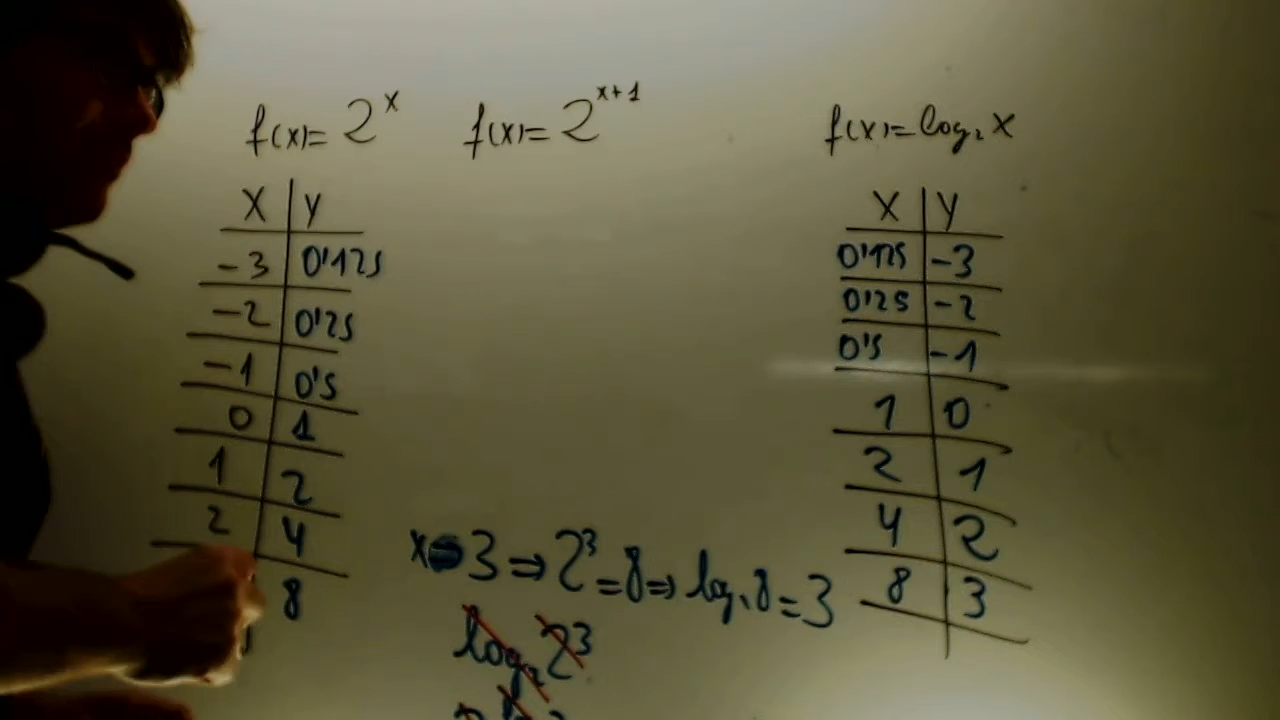 f(x)= 2^x
f(x)= 2^(x+1)
f(x)= log₂ x
x | y
-3 | 0'125
-2 | 0'25
-1 | 0'5
0 | 1
1 | 2
2 | 4
8
x y
0'125 | -3
0'25 | -2
0'5 | -1
1 | 0
2 | 1
4 | 2
8 | 3
3 ⇒ 2³ = 8 ⇒ log₂ 8 = 3
log₂ 2³